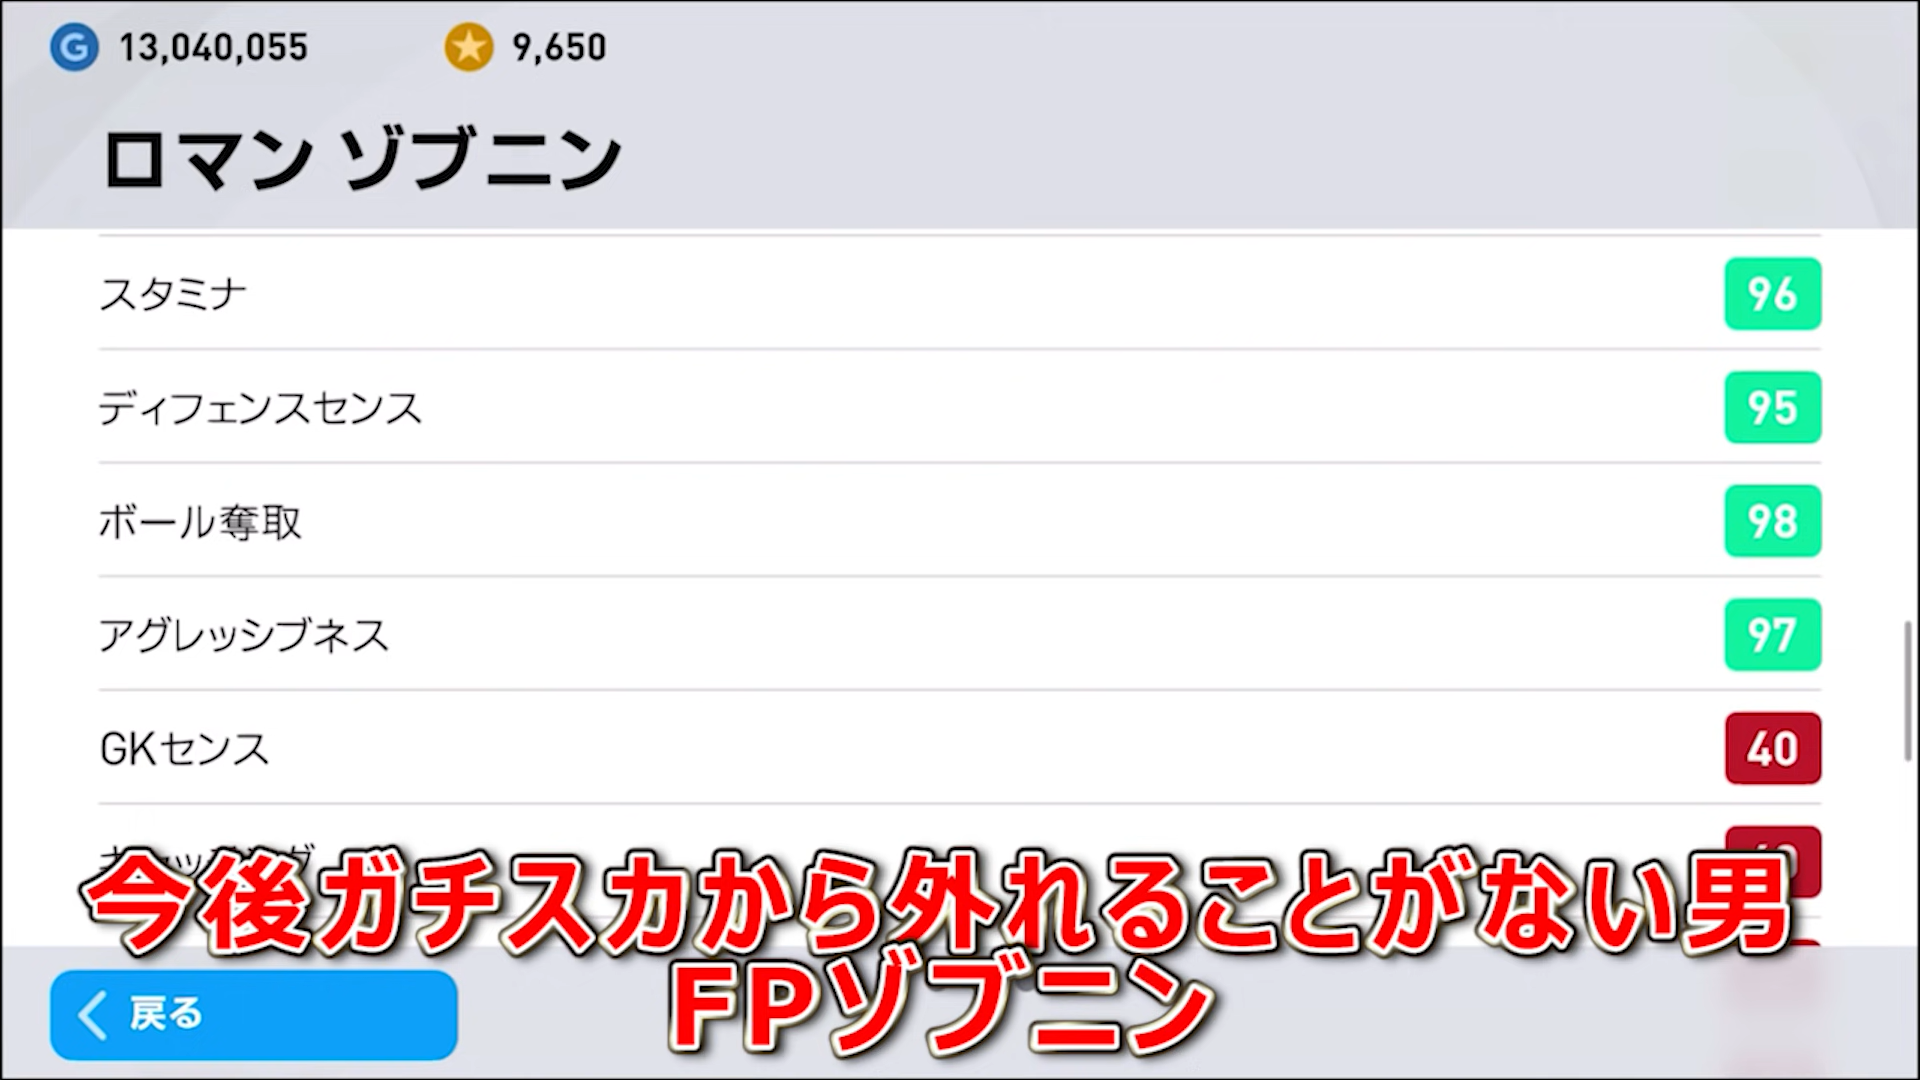 G 13,040,055 9,650
ロマン ゾブニン
スタミナ 96
ディフェンスセンス 95
ボール奪取 98
アグレッシブネス 97
GKセンス 40
今後ガチスカから外れることがない男
FPゾブニン
戻る